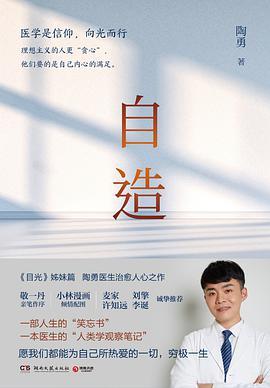 医学是信仰，向光而行
理想主义的人更“贪心”，
他们要的是自己内心的满足。
陶勇 著
自造
《目光》姊妹篇 陶勇医生治愈人心之作
敬一丹 小林漫画 麦家 刘擎 诚挚推荐
亲笔作序 倾情配图 许知远 李诞
一部人生的“笑忘书”
一本医生的“人类学观察笔记”
愿我们都能为自己所热爱的一切，穷极一生
湖南文艺出版社 博集天卷